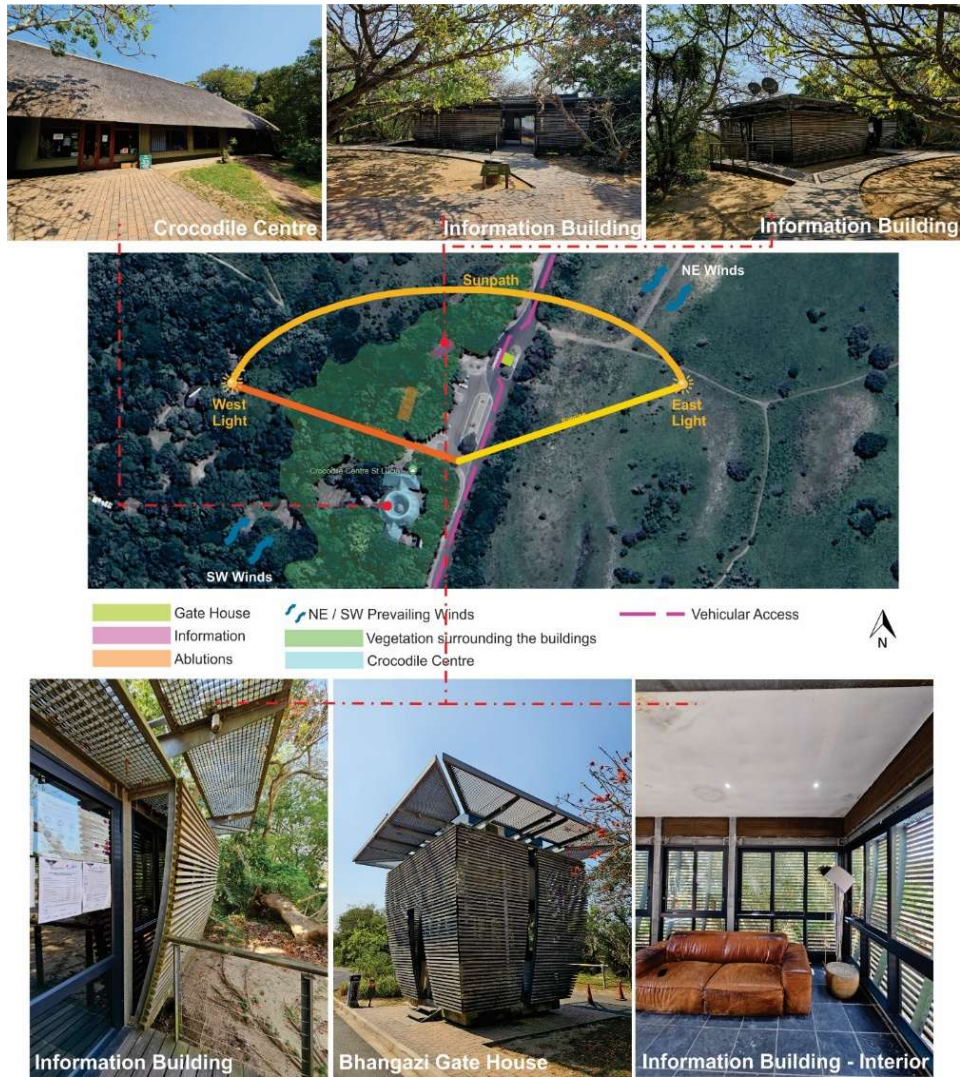 Crocodile Centre
Information Building
Information Building
NE Winds
Sunpath
West
Light
East
Light
Crocodile Centre St Lucia
SW Winds
Gate House
NE / SW Prevailing Winds
Vehicular Access
Information
Vegetation surrounding the buildings
Ablutions
Crocodile Centre
N
Information Building
Bhangazi Gate House
Information Building - Interior